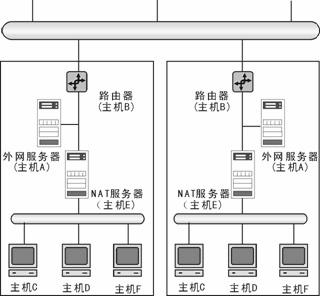 路由器
(主机B)
外网服务器
(主机A)
NAT服务器
(主机E)
主机C
主机D
主机F
路由器
(主机B)
外网服务器
(主机A)
NAT服务器
(主机E)
主机C
主机D
主机F